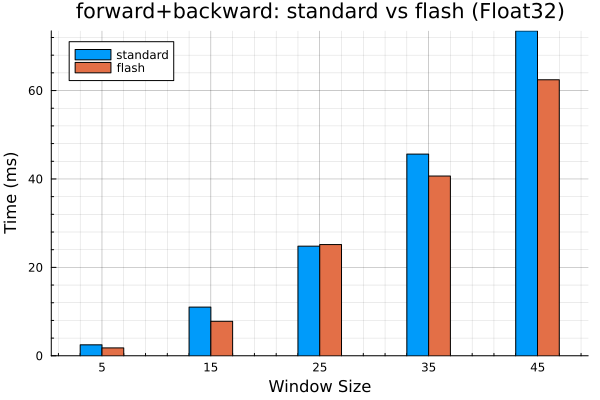 forward+backward: standard vs flash (Float32)
standard
flash
Time (ms)
60
40
20
0
5 15 25 35 45
Window Size